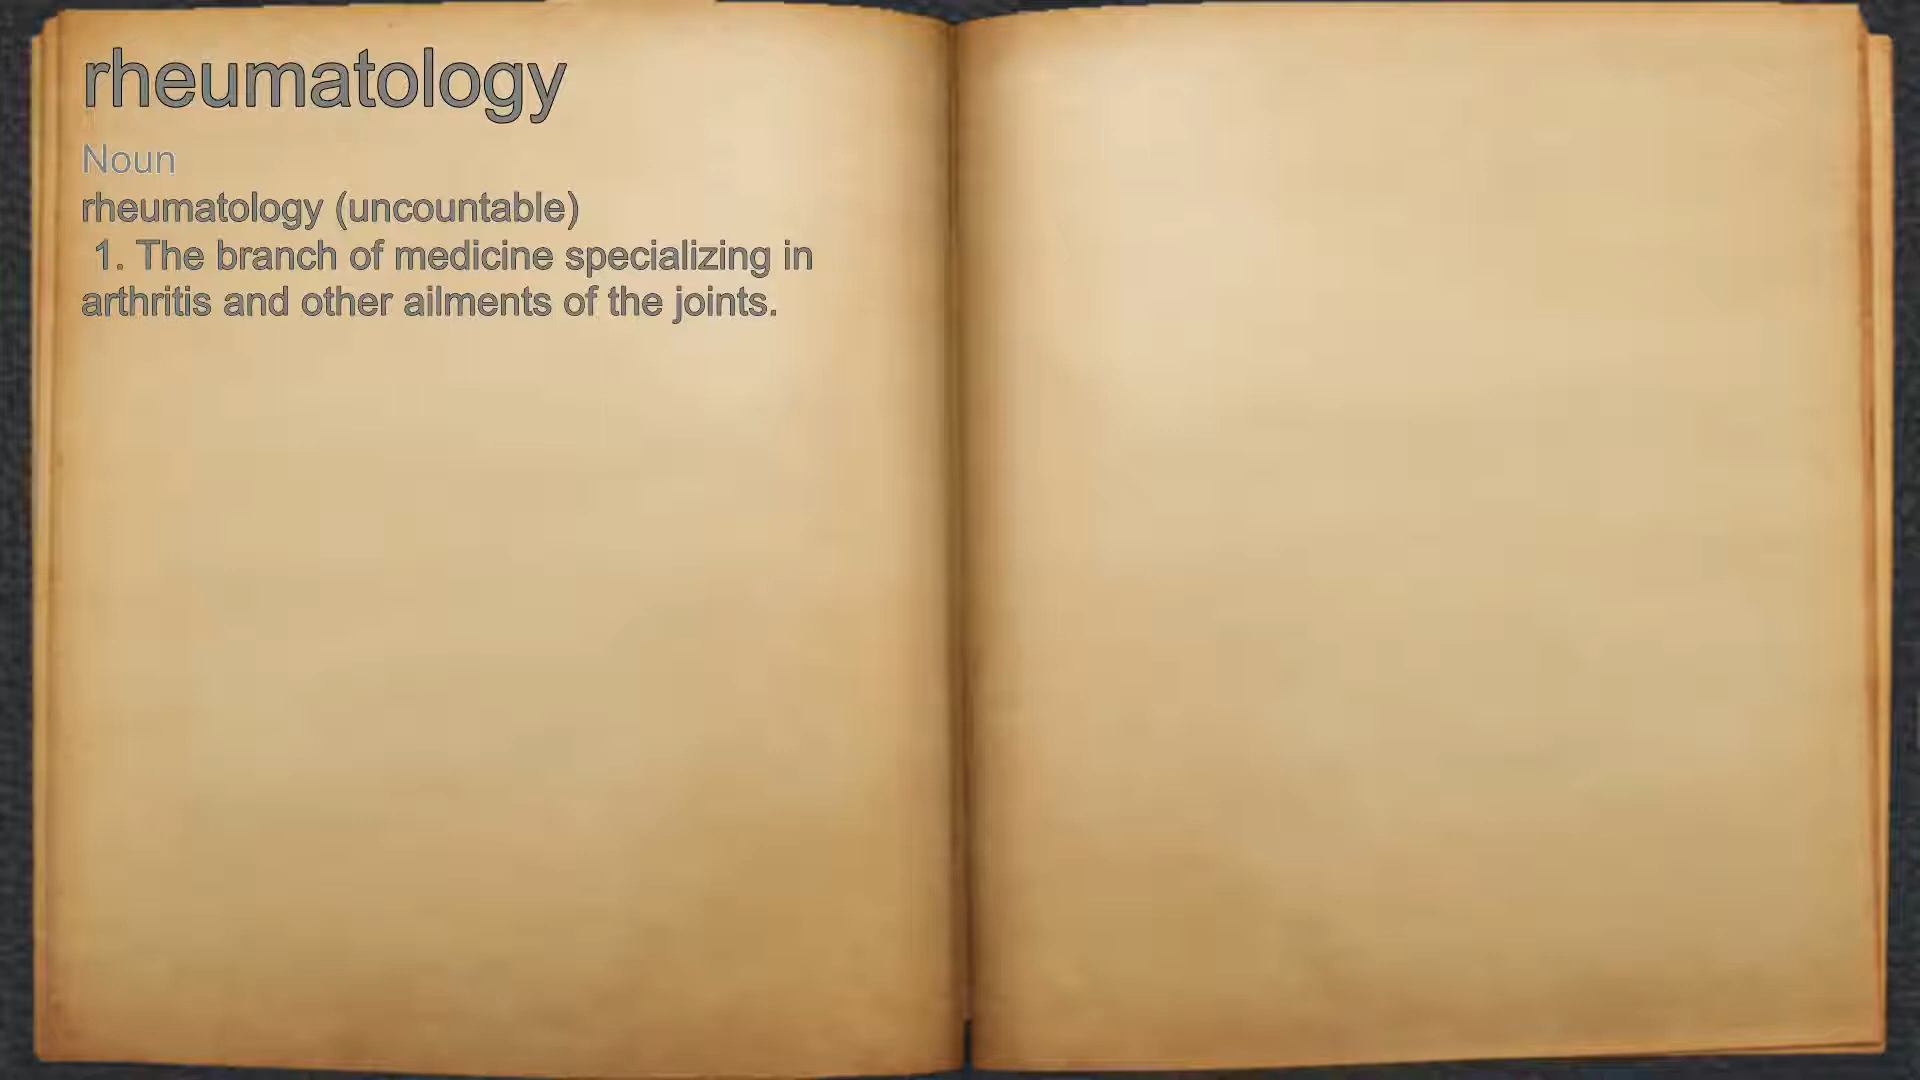 rheumatology
Noun
rheumatology (uncountable)
1. The branch of medicine specializing in
arthritis and other ailments of the joints.